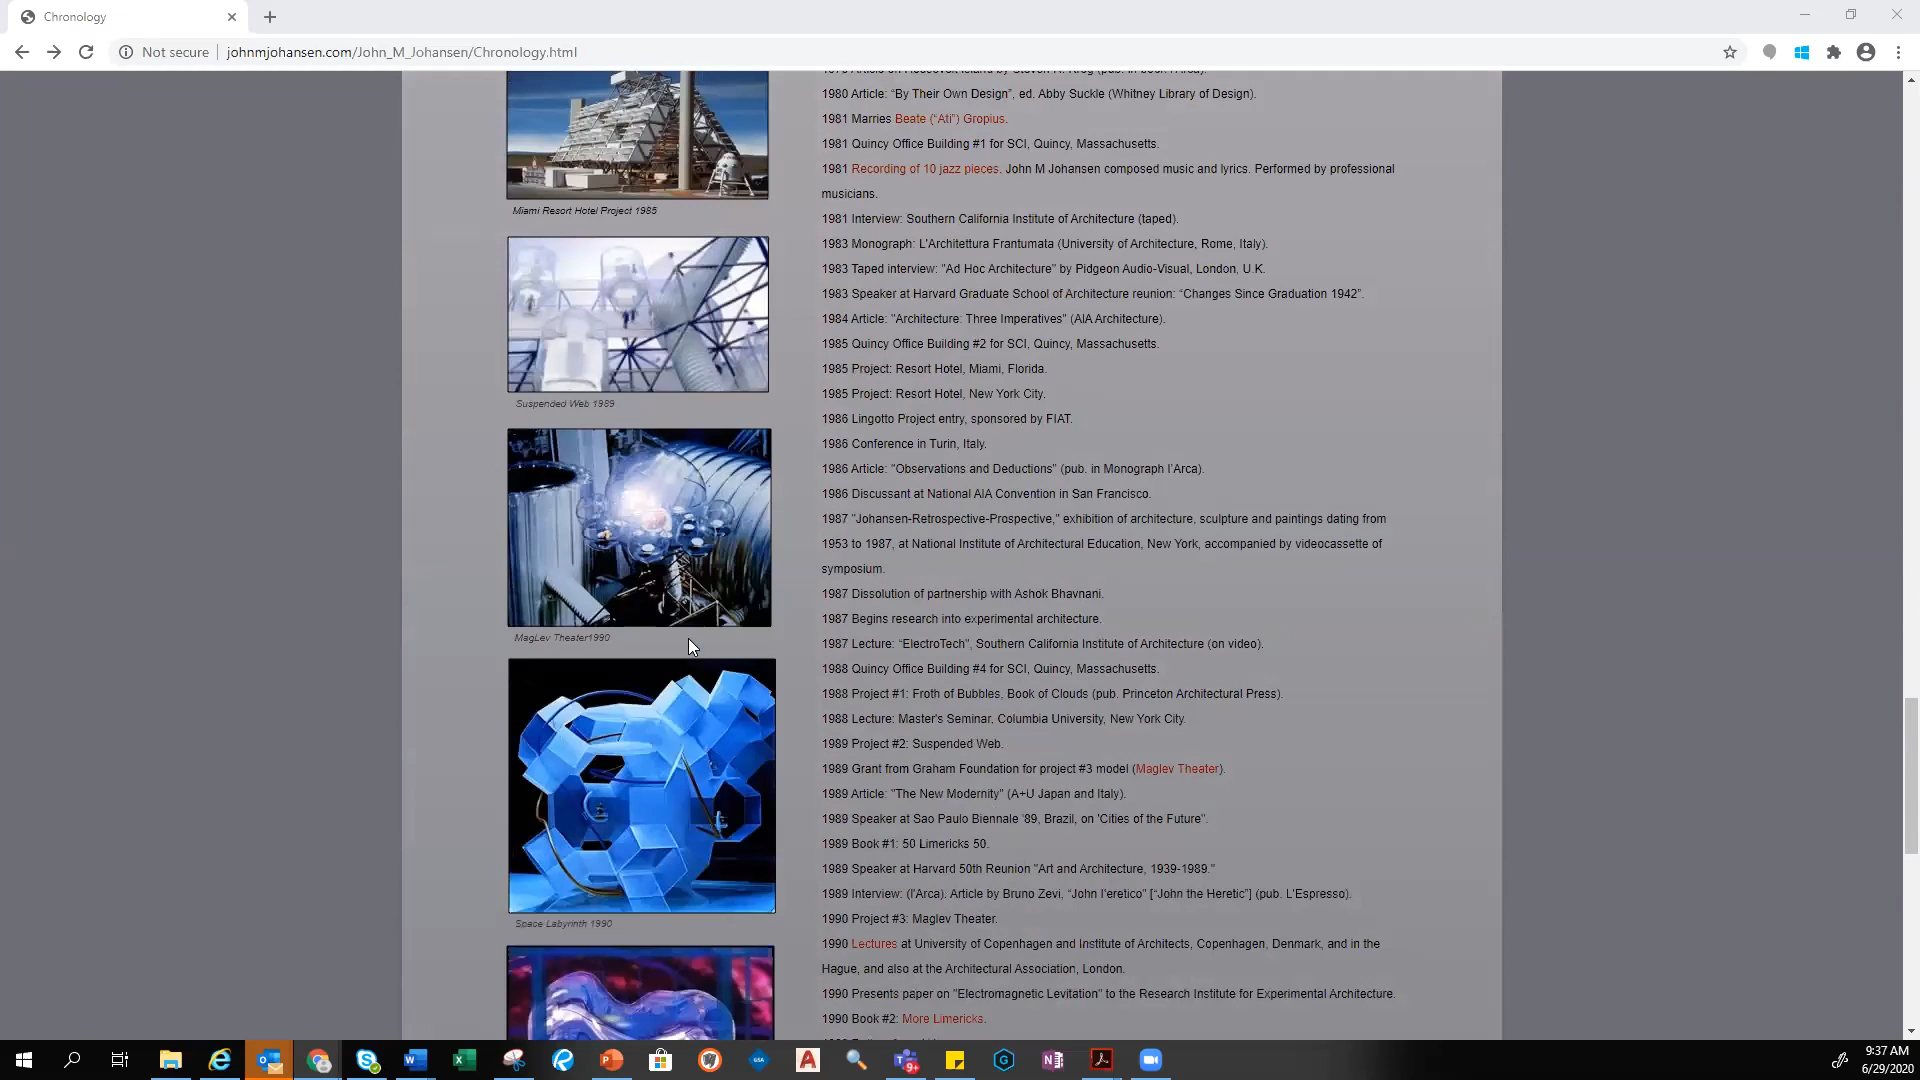 Chronology
Not secure
johnmjohansen.com/John_M_Johansen/Chronology.html
Miami Resort Hotel Project 1985
Suspended Web 1989
MagLev Theater1990
Space Labyrinth 1990
1980 Article: “By Their Own Design”, ed. Abby Suckle (Whitney Library of Design).
1981 Marries Beate (“Ati”) Gropius.
1981 Quincy Office Building #1 for SCI, Quincy, Massachusetts.
1981 Recording of 10 jazz pieces. John M Johansen composed music and lyrics. Performed by professional
musicians.
1981 Interview: Southern California Institute of Architecture (taped).
1983 Monograph: L'Architettura Frantumata (University of Architecture, Rome, Italy).
1983 Taped interview: "Ad Hoc Architecture" by Pidgeon Audio-Visual, London, U.K.
1983 Speaker at Harvard Graduate School of Architecture reunion: “Changes Since Graduation 1942”.
1984 Article: "Architecture: Three Imperatives" (AIA Architecture).
1985 Quincy Office Building #2 for SCI, Quincy, Massachusetts.
1985 Project: Resort Hotel, Miami, Florida.
1985 Project: Resort Hotel, New York City.
1986 Lingotto Project entry, sponsored by FIAT.
1986 Conference in Turin, Italy.
1986 Article: "Observations and Deductions" (pub. in Monograph l'Arca).
1986 Discussant at National AIA Convention in San Francisco.
1987 "Johansen-Retrospective-Prospective," exhibition of architecture, sculpture and paintings dating from
1953 to 1987, at National Institute of Architectural Education, New York, accompanied by videocassette of
symposium.
1987 Dissolution of partnership with Ashok Bhavnani.
1987 Begins research into experimental architecture.
1987 Lecture: “ElectroTech”, Southern California Institute of Architecture (on video).
1988 Quincy Office Building #4 for SCI, Quincy, Massachusetts.
1988 Project #1: Froth of Bubbles, Book of Clouds (pub. Princeton Architectural Press).
1988 Lecture: Master's Seminar, Columbia University, New York City.
1989 Project #2: Suspended Web.
1989 Grant from Graham Foundation for project #3 model (Maglev Theater).
1989 Article: "The New Modernity" (A+U Japan and Italy).
1989 Speaker at Sao Paulo Biennale '89, Brazil, on 'Cities of the Future".
1989 Book #1: 50 Limericks 50.
1989 Speaker at Harvard 50th Reunion "Art and Architecture, 1939-1989."
1989 Interview: (l'Arca). Article by Bruno Zevi, “John l'eretico” [“John the Heretic”] (pub. L'Espresso).
1990 Project #3: Maglev Theater.
1990 Lectures at University of Copenhagen and Institute of Architects, Copenhagen, Denmark, and in the
Hague, and also at the Architectural Association, London.
1990 Presents paper on "Electromagnetic Levitation" to the Research Institute for Experimental Architecture.
1990 Book #2: More Limericks.
9:37 AM
6/29/2020